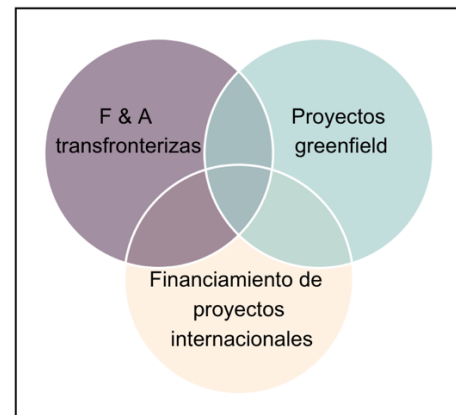 F & A
transfronterizas
Proyectos
greenfield
Financiamiento de
proyectos
internacionales